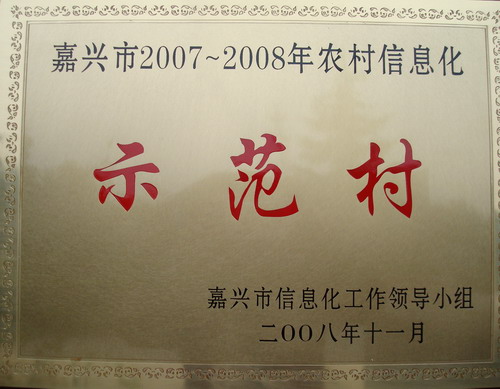 嘉兴市2007~2008年农村信息化
示范村
嘉兴市信息化工作领导小组
二〇〇八年十一月